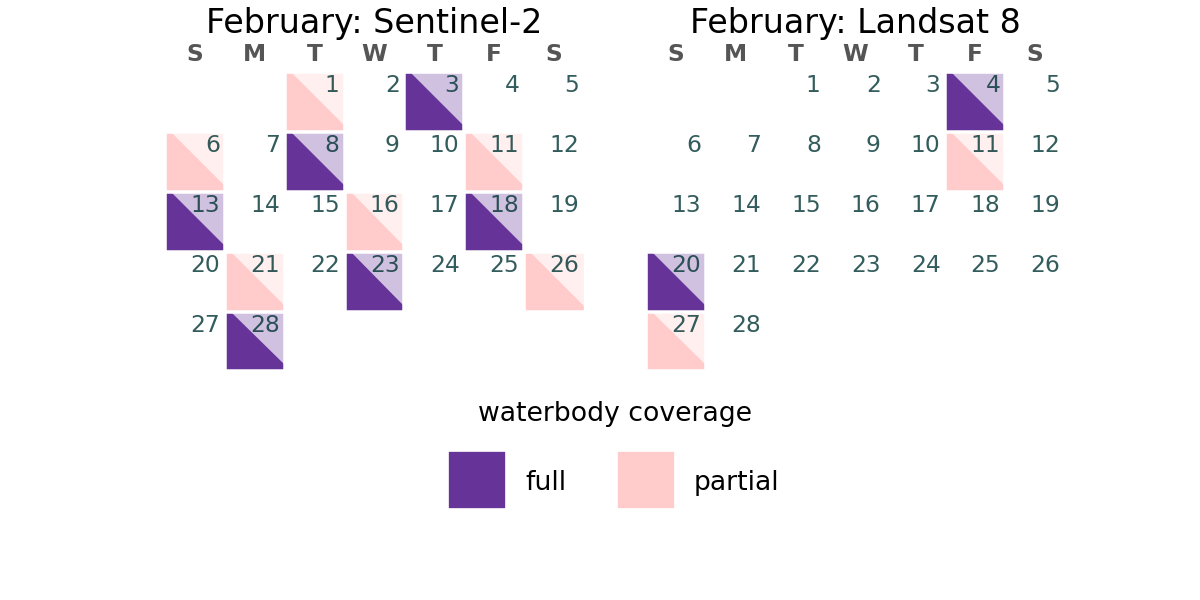 February: Sentinel-2
S M T W T F S
1 2 3 4 5
6 7 8 9 10 11 12
13 14 15 16 17 18 19
20 21 22 23 24 25 26
27 28
February: Landsat 8
S M T W T F S
1 2 3 4 5
6 7 8 9 10 11 12
13 14 15 16 17 18 19
20 21 22 23 24 25 26
27 28
waterbody coverage
full partial